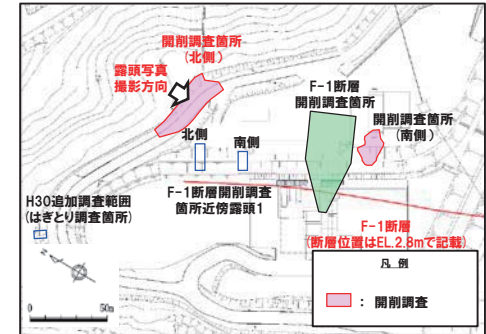 開削調査箇所
(北側)
露頭写真
撮影方向
F-1断層
開削調査箇所
開削調査箇所
(南側)
北側
南側
F-1断層開削調査
箇所近傍露頭1
H30追加調査範囲
(はぎとり調査箇所)
F-1断層
(断層位置はEL.2.8mで記載)
N
凡 例
: 開削調査
0
50m